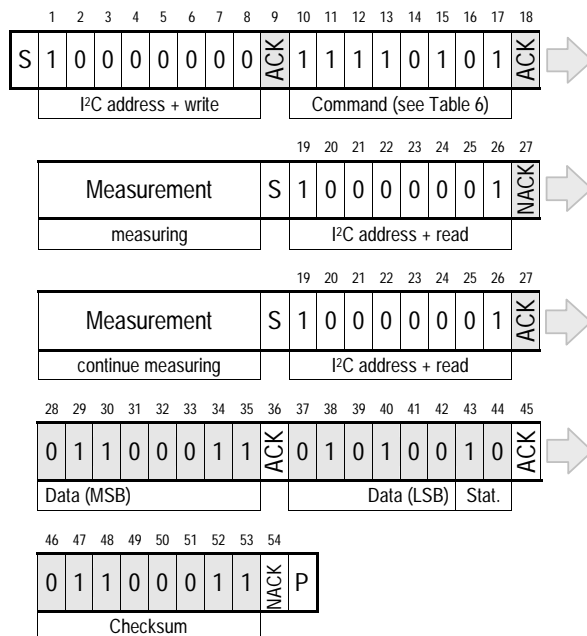 1 2 3 4 5 6 7 8 9 10 11 12 13 14 15 16 17 18
S 1 0 0 0 0 0 0 0 ACK 1 1 1 1 0 1 0 1 ACK
I²C address + write Command (see Table 6)
19 20 21 22 23 24 25 26 27
Measurement S 1 0 0 0 0 0 0 1 NACK
measuring I²C address + read
19 20 21 22 23 24 25 26 27
Measurement S 1 0 0 0 0 0 0 1 ACK
continue measuring I²C address + read
28 29 30 31 32 33 34 35 36 37 38 39 40 41 42 43 44 45
0 1 1 0 0 0 1 1 ACK 0 1 0 1 0 0 1 0 ACK
Data (MSB) Data (LSB) Stat.
46 47 48 49 50 51 52 53 54
0 1 1 0 0 0 1 1 NACK P
Checksum